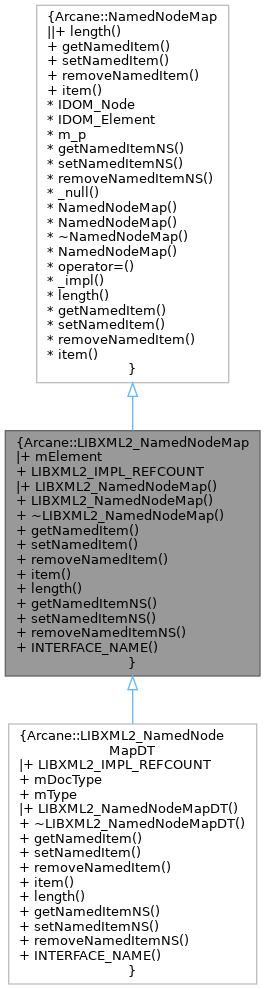 {Arcane::NamedNodeMap
||+ length()
+ getNamedItem()
+ setNamedItem()
+ removeNamedItem()
+ item()
* IDOM_Node
* IDOM_Element
* m_p
* getNamedItemNS()
* setNamedItemNS()
* removeNamedItemNS()
* _null()
* NamedNodeMap()
* NamedNodeMap()
* ~NamedNodeMap()
* NamedNodeMap()
* operator=()
* _impl()
* length()
* getNamedItem()
* setNamedItem()
* removeNamedItem()
* item()
}
{Arcane::LIBXML2_NamedNodeMap
|+ mElement
+ LIBXML2_IMPL_REFCOUNT
|+ LIBXML2_NamedNodeMap()
+ LIBXML2_NamedNodeMap()
+ ~LIBXML2_NamedNodeMap()
+ getNamedItem()
+ setNamedItem()
+ removeNamedItem()
+ item()
+ length()
+ getNamedItemNS()
+ setNamedItemNS()
+ removeNamedItemNS()
+ INTERFACE_NAME()
}
{Arcane::LIBXML2_NamedNode
MapDT
|+ LIBXML2_IMPL_REFCOUNT
+ mDocType
+ mType
|+ LIBXML2_NamedNodeMapDT()
+ ~LIBXML2_NamedNodeMapDT()
+ getNamedItem()
+ setNamedItem()
+ removeNamedItem()
+ item()
+ length()
+ getNamedItemNS()
+ setNamedItemNS()
+ removeNamedItemNS()
+ INTERFACE_NAME()
}